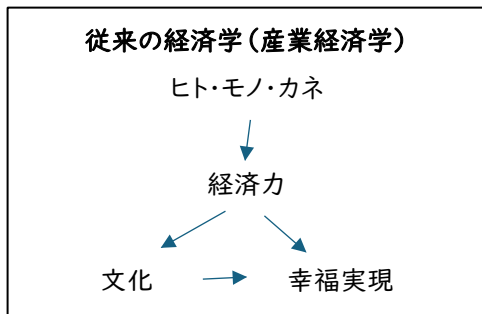 従来の経済学(産業経済学)
ヒト・モノ・カネ
経済力
文化
幸福実現